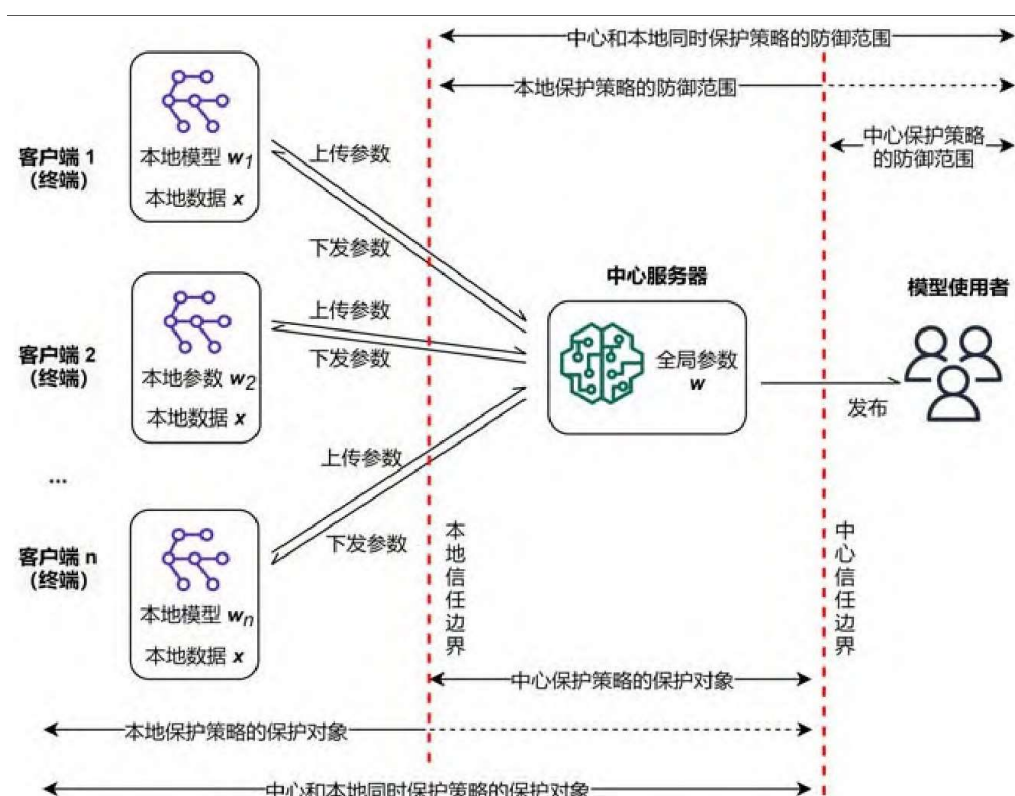 中心和本地同时保护策略的防御范围
本地保护策略的防御范围
中心保护策略
的防御范围
客户端 1
（终端）
本地模型 w1
本地数据 x
上传参数
下发参数
客户端 2
（终端）
本地参数 w2
本地数据 x
上传参数
下发参数
...
客户端 n
（终端）
本地模型 wn
本地数据 x
上传参数
下发参数
中心服务器
全局参数
w
发布
模型使用者
本地信任边界
中心信任边界
中心保护策略的保护对象
本地保护策略的保护对象
中心和本地同时保护策略的保护对象